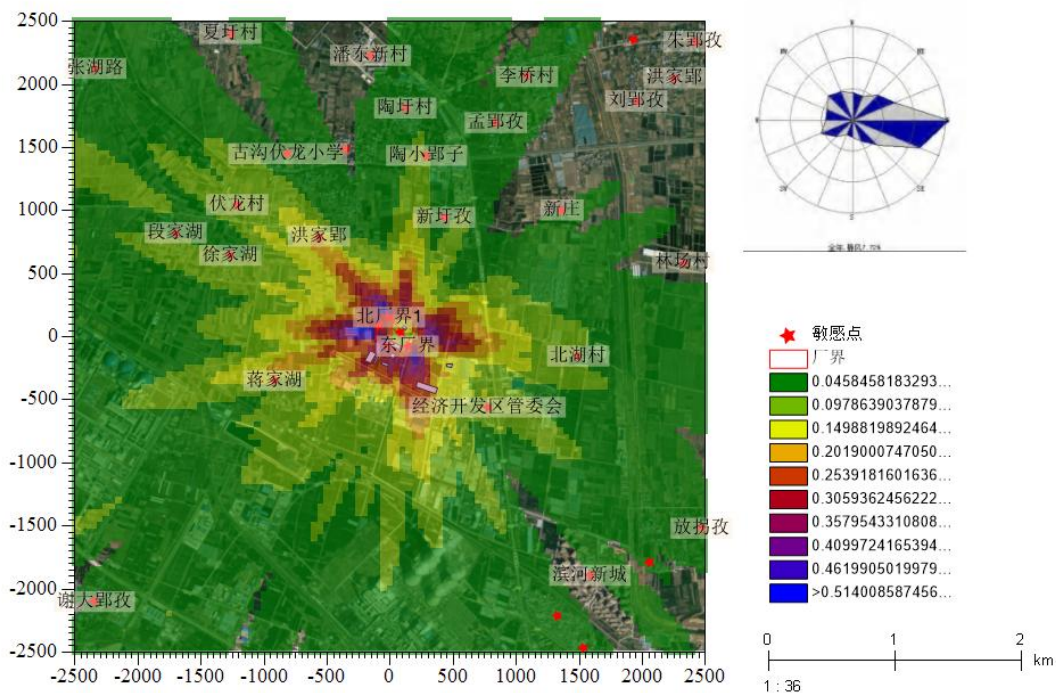 2500
2000
1500
1000
500
0
-500
-1000
-1500
-2000
-2500
-2500
-2000
-1500
-1000
-500
0
500
1000
1500
2000
2500
夏圩村
潘东新村
朱郢孜
张湖路
李桥村
洪家郢
刘郢孜
陶圩村
孟郢孜
古沟伏龙小学
陶小郢子
伏龙村
新圩孜
新庄
段家湖
洪家郢
徐家湖
林场村
北厂界1
东厂界
北湖村
蒋家湖
经济开发区管委会
放拐孜
滨河新城
谢大郢孜
敏感点
厂界
0.0458458183293...
0.0978639037879...
0.1498819892464...
0.2019000747050...
0.2539181601636...
0.3059362456222...
0.3579543310808...
0.4099724165394...
0.4619905019979...
>0.514008587456...
0 1 2
km
1 : 36